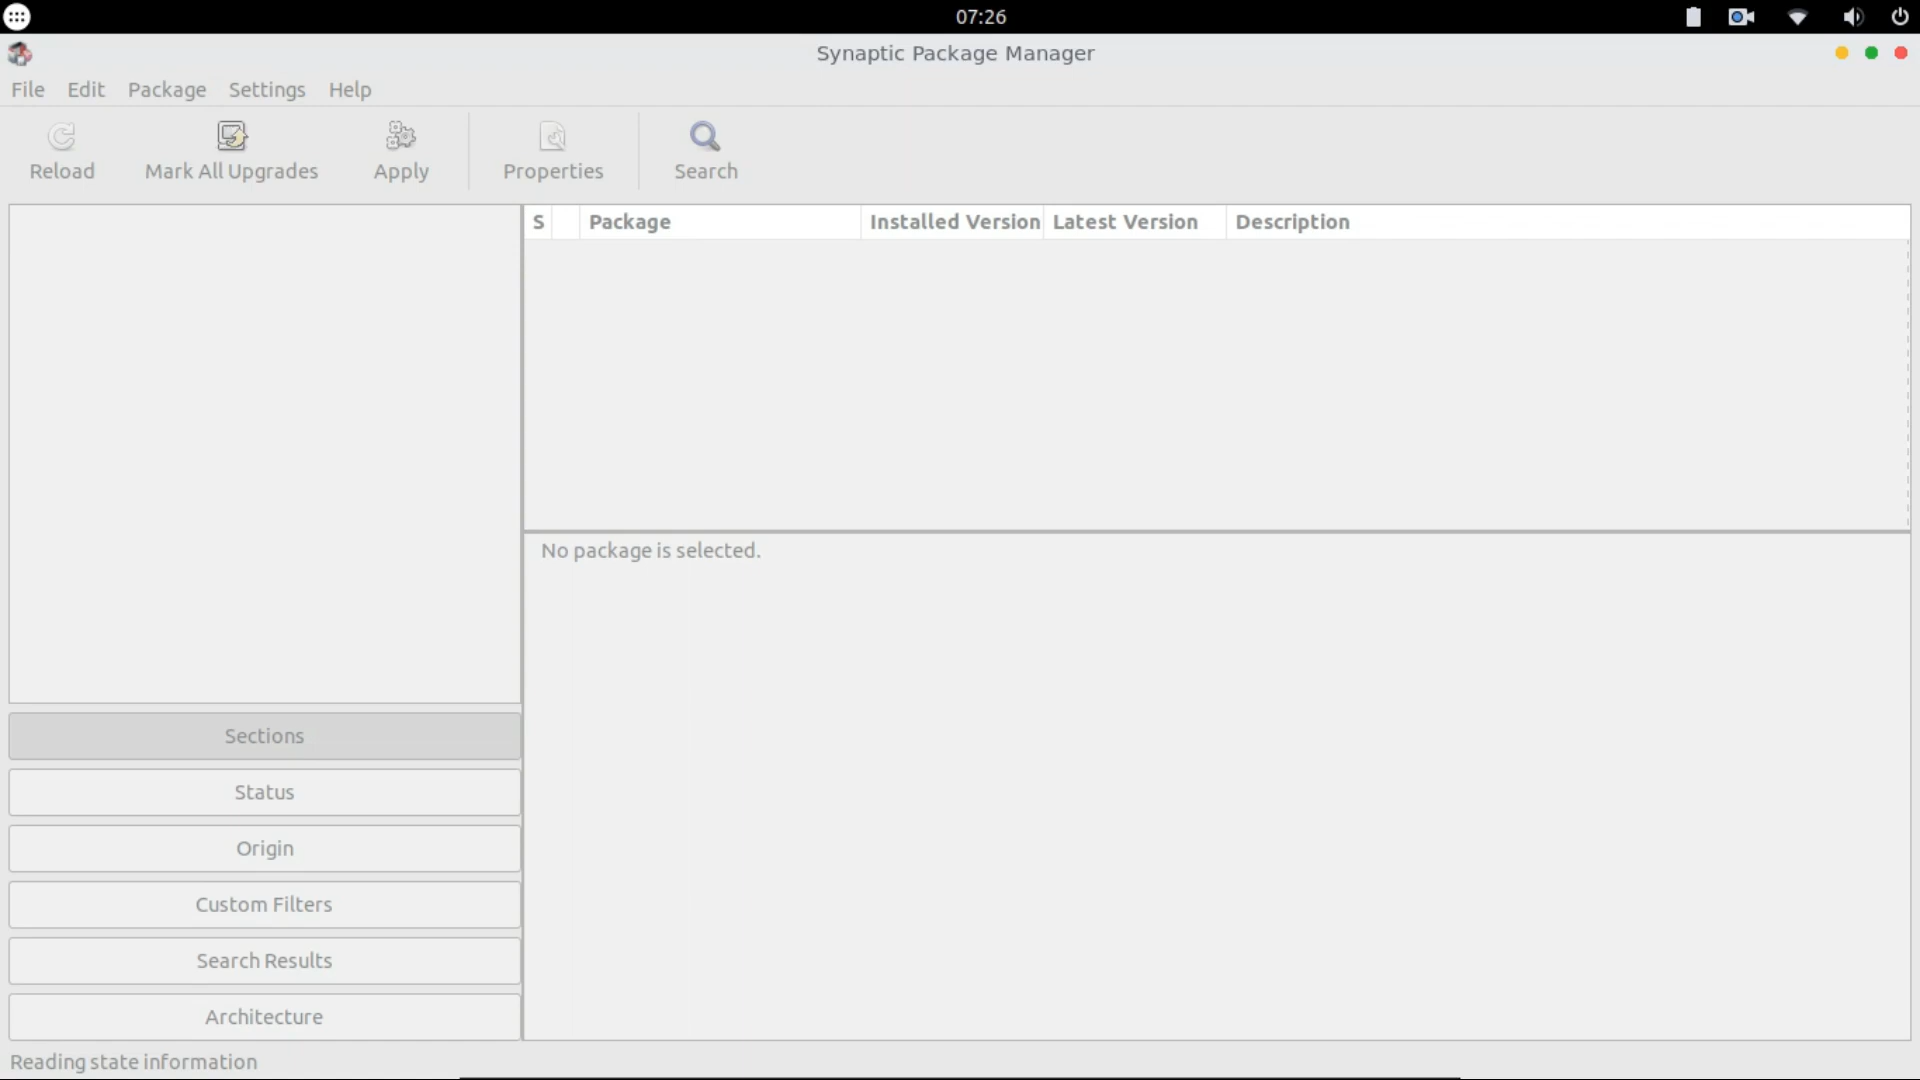 07:26
Synaptic Package Manager
File Edit Package Settings Help
Reload Mark All Upgrades Apply Properties Search
S Package Installed Version Latest Version Description
No package is selected.
Sections
Status
Origin
Custom Filters
Search Results
Architecture
Reading state information